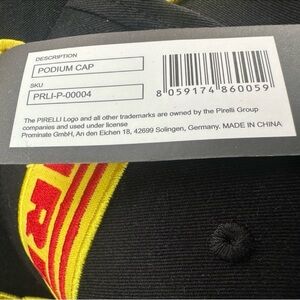 DESCRIPTION
PODIUM CAP
SKU
PRLI-P-00004
8 059174 860059
The PIRELLI Logo and all other trademarks are owned by the Pirelli Group
companies and used under license
Prominate GmbH, An den Eichen 18, 42699 Solingen, Germany. MADE IN CHINA
IR